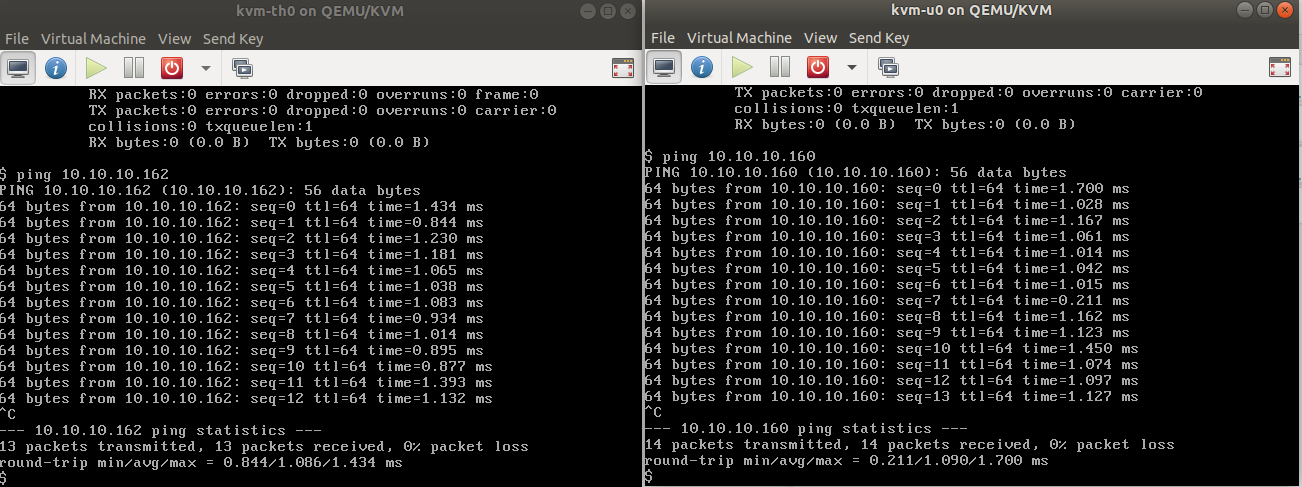 kvm-th0 on QEMU/KVM
File Virtual Machine View Send Key
RX packets:0 errors:0 dropped:0 overruns:0 frame:0
TX packets:0 errors:0 dropped:0 overruns:0 carrier:0
collisions:0 txqueuelen:1
RX bytes:0 (0.0 B) TX bytes:0 (0.0 B)
$ ping 10.10.10.162
PING 10.10.10.162 (10.10.10.162): 56 data bytes
64 bytes from 10.10.10.162: seq=0 ttl=64 time=1.434 ms
64 bytes from 10.10.10.162: seq=1 ttl=64 time=0.844 ms
64 bytes from 10.10.10.162: seq=2 ttl=64 time=1.230 ms
64 bytes from 10.10.10.162: seq=3 ttl=64 time=1.181 ms
64 bytes from 10.10.10.162: seq=4 ttl=64 time=1.065 ms
64 bytes from 10.10.10.162: seq=5 ttl=64 time=1.038 ms
64 bytes from 10.10.10.162: seq=6 ttl=64 time=1.083 ms
64 bytes from 10.10.10.162: seq=7 ttl=64 time=0.934 ms
64 bytes from 10.10.10.162: seq=8 ttl=64 time=1.014 ms
64 bytes from 10.10.10.162: seq=9 ttl=64 time=0.895 ms
64 bytes from 10.10.10.162: seq=10 ttl=64 time=0.877 ms
64 bytes from 10.10.10.162: seq=11 ttl=64 time=1.393 ms
64 bytes from 10.10.10.162: seq=12 ttl=64 time=1.132 ms
^C
--- 10.10.10.162 ping statistics ---
13 packets transmitted, 13 packets received, 0% packet loss
round-trip min/avg/max = 0.844/1.086/1.434 ms
$
kvm-u0 on QEMU/KVM
File Virtual Machine View Send Key
TX packets:0 errors:0 dropped:0 overruns:0 carrier:0
collisions:0 txqueuelen:1
RX bytes:0 (0.0 B) TX bytes:0 (0.0 B)
$ ping 10.10.10.160
PING 10.10.10.160 (10.10.10.160): 56 data bytes
64 bytes from 10.10.10.160: seq=0 ttl=64 time=1.700 ms
64 bytes from 10.10.10.160: seq=1 ttl=64 time=1.028 ms
64 bytes from 10.10.10.160: seq=2 ttl=64 time=1.167 ms
64 bytes from 10.10.10.160: seq=3 ttl=64 time=1.061 ms
64 bytes from 10.10.10.160: seq=4 ttl=64 time=1.014 ms
64 bytes from 10.10.10.160: seq=5 ttl=64 time=1.042 ms
64 bytes from 10.10.10.160: seq=6 ttl=64 time=1.015 ms
64 bytes from 10.10.10.160: seq=7 ttl=64 time=0.211 ms
64 bytes from 10.10.10.160: seq=8 ttl=64 time=1.162 ms
64 bytes from 10.10.10.160: seq=9 ttl=64 time=1.123 ms
64 bytes from 10.10.10.160: seq=10 ttl=64 time=1.450 ms
64 bytes from 10.10.10.160: seq=11 ttl=64 time=1.074 ms
64 bytes from 10.10.10.160: seq=12 ttl=64 time=1.097 ms
64 bytes from 10.10.10.160: seq=13 ttl=64 time=1.127 ms
^C
--- 10.10.10.160 ping statistics ---
14 packets transmitted, 14 packets received, 0% packet loss
round-trip min/avg/max = 0.211/1.090/1.700 ms
$